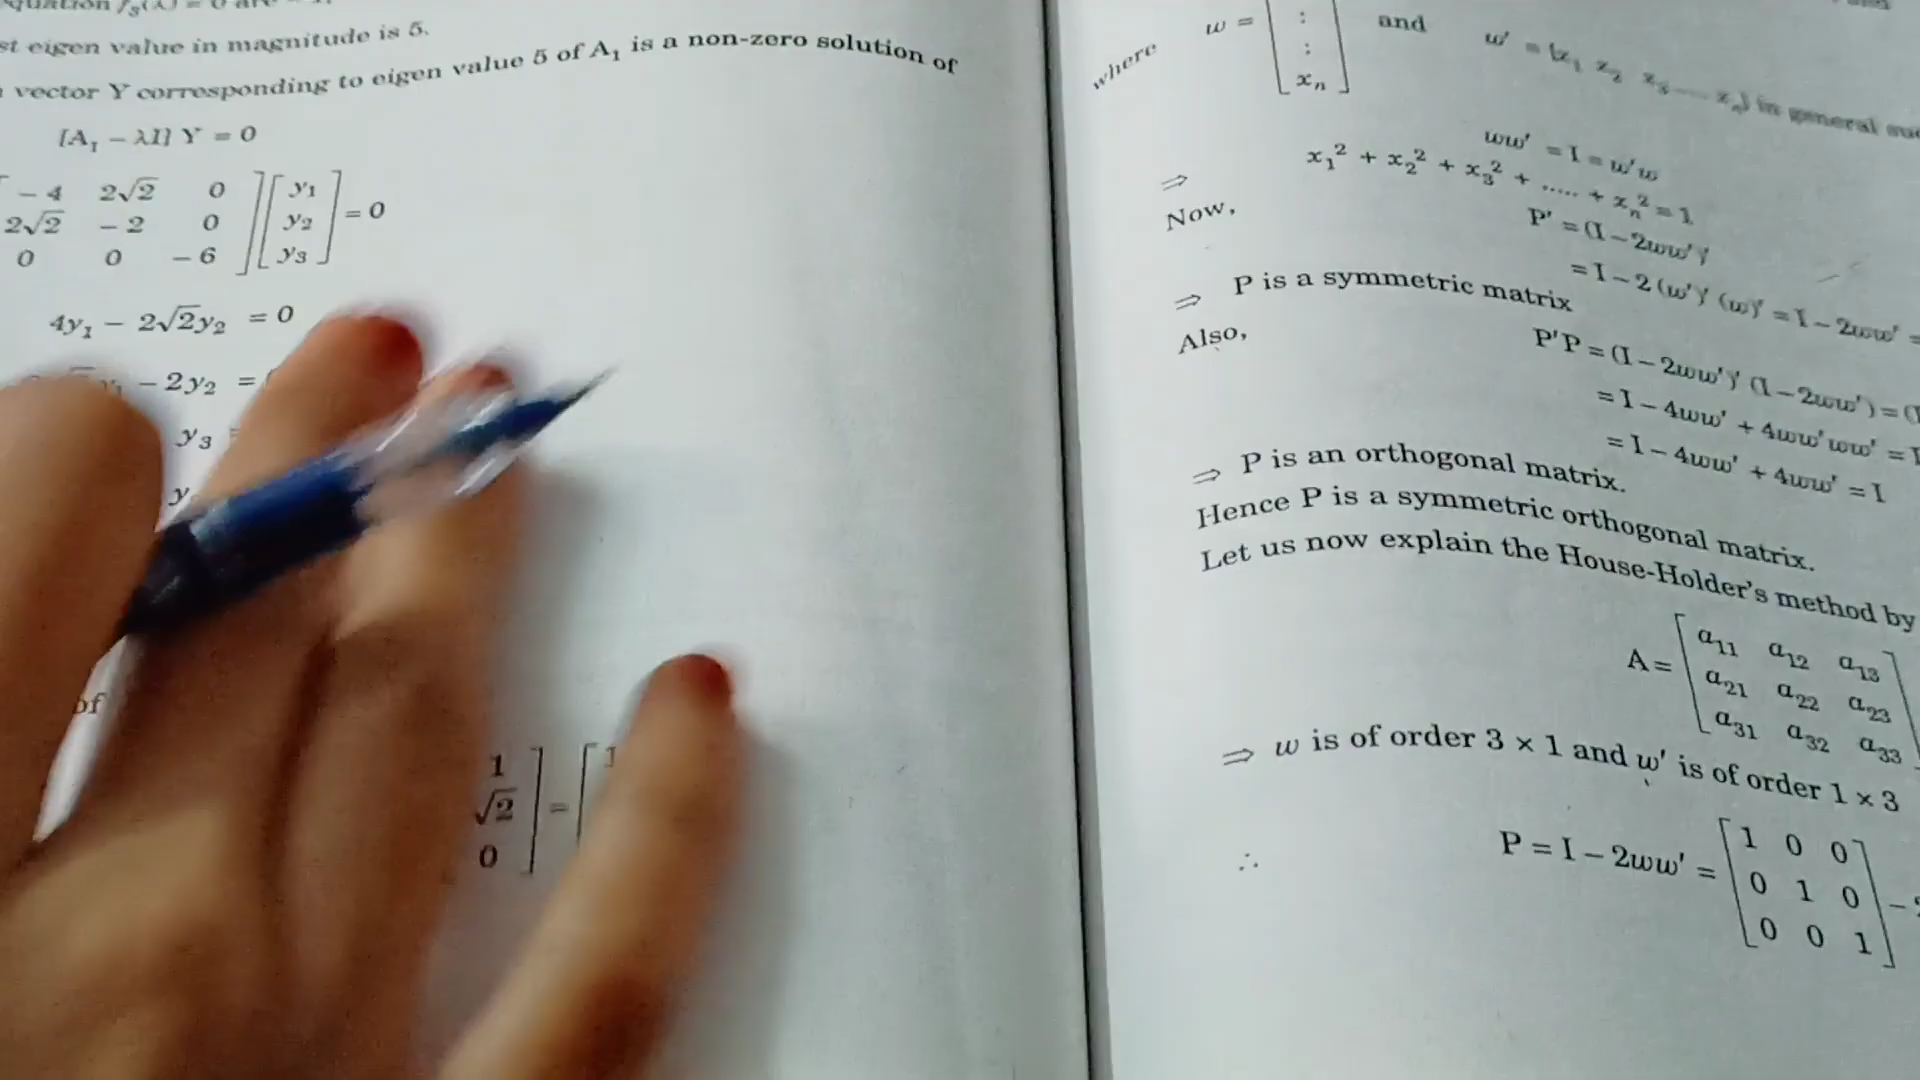 st eigen value in magnitude is 5.
vector Y corresponding to eigen value 5 of A₁ is a non-zero solution of
[A₁ − λI] Y = 0
− 4 2√2 0
2√2 − 2 0
0 0 − 6
y₁
y₂
y₃
= 0
4y₁ − 2√2y₂ = 0
− 2y₂ =
y₃
y
of
1
√2
0
=
where w = : : xₙ and w' =
in general
ww' = I = w'w
⇒ x₁² + x₂² + x₃² + ..... + xₙ² = 1
Now, P' = (I − 2ww')'
= I − 2 (w')' (w)' = I − 2ww' =
⇒ P is a symmetric matrix
Also, P'P = (I − 2ww')' (I − 2ww') =
= I − 4ww' + 4ww'ww' =
= I − 4ww' + 4ww' = I
⇒ P is an orthogonal matrix.
Hence P is a symmetric orthogonal matrix.
Let us now explain the House-Holder's method by
A = a₁₁ a₁₂ a₁₃
a₂₁ a₂₂ a₂₃
a₃₁ a₃₂ a₃₃
⇒ w is of order 3 × 1 and w' is of order 1 × 3
∴ P = I − 2ww' = 1 0 0
0 1 0 −
0 0 1